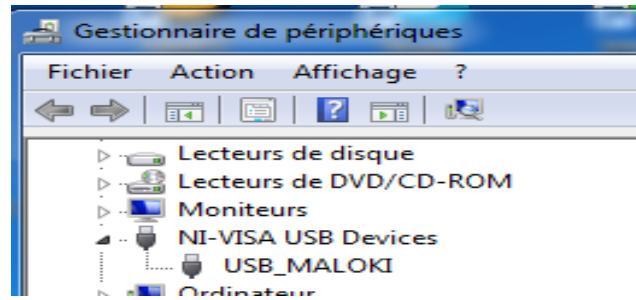 Gestionnaire de périphériques
Fichier Action Affichage ?
Lecteurs de disque
Lecteurs de DVD/CD-ROM
Moniteurs
NI-VISA USB Devices
USB_MALOKI
Ordinateur